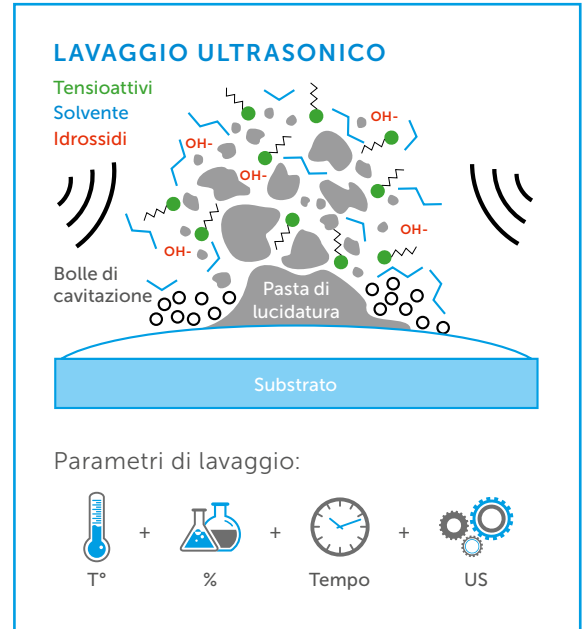 LAVAGGIO ULTRASONICO
Tensioattivi
Solvente
Idrossidi
OH-
OH-
OH-
OH-
OH-
Bolle di
cavitazione
Pasta di
lucidatura
Substrato
Parametri di lavaggio:
+ + +
T° % Tempo US